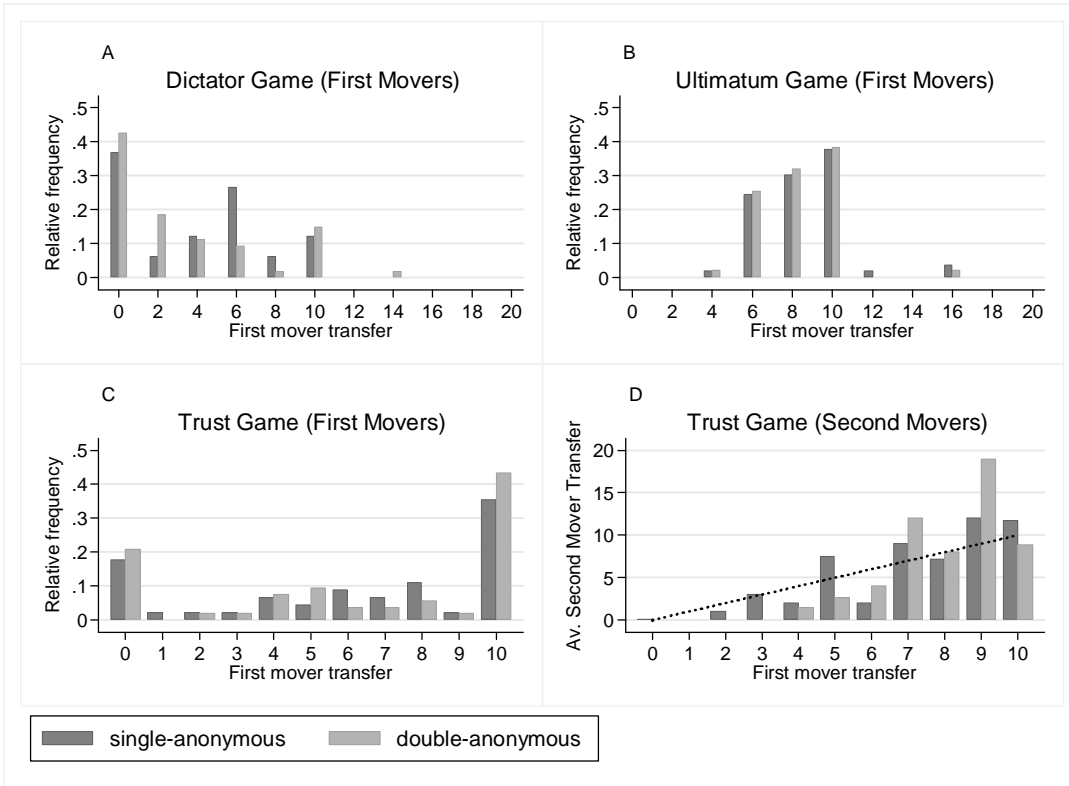 A
Dictator Game (First Movers)
Relative frequency
.5
.4
.3
.2
.1
0
0 2 4 6 8 10 12 14 16 18 20
First mover transfer
B
Ultimatum Game (First Movers)
Relative frequency
.5
.4
.3
.2
.1
0
0 2 4 6 8 10 12 14 16 18 20
First mover transfer
C
Trust Game (First Movers)
Relative frequency
.5
.4
.3
.2
.1
0
0 1 2 3 4 5 6 7 8 9 10
First mover transfer
D
Trust Game (Second Movers)
Av. Second Mover Transfer
20
15
10
5
0
0 1 2 3 4 5 6 7 8 9 10
First mover transfer
single-anonymous double-anonymous